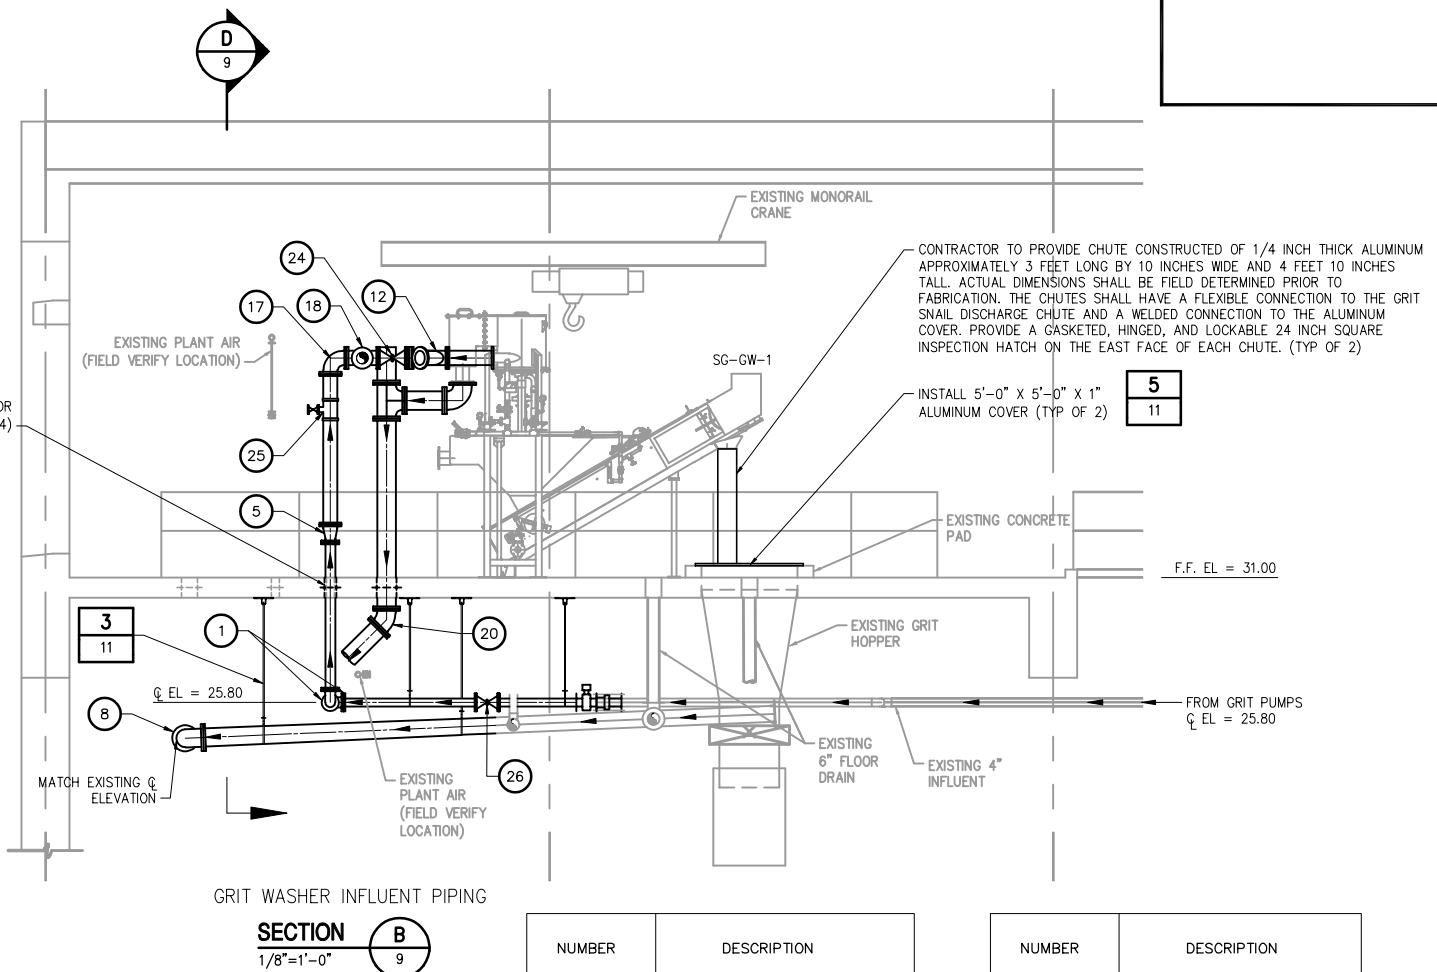 D
9
EXISTING MONORAIL
CRANE
24
17
18
12
EXISTING PLANT AIR
(FIELD VERIFY LOCATION)
CONTRACTOR TO PROVIDE CHUTE CONSTRUCTED OF 1/4 INCH THICK ALUMINUM
APPROXIMATELY 3 FEET LONG BY 10 INCHES WIDE AND 4 FEET 10 INCHES
TALL. ACTUAL DIMENSIONS SHALL BE FIELD DETERMINED PRIOR TO
FABRICATION. THE CHUTES SHALL HAVE A FLEXIBLE CONNECTION TO THE GRIT
SNAIL DISCHARGE CHUTE AND A WELDED CONNECTION TO THE ALUMINUM
COVER. PROVIDE A GASKETED, HINGED, AND LOCKABLE 24 INCH SQUARE
INSPECTION HATCH ON THE EAST FACE OF EACH CHUTE. (TYP OF 2)
SG-GW-1
INSTALL 5'-0" X 5'-0" X 1"
ALUMINUM COVER (TYP OF 2)
5
11
OR
4)
25
5
EXISTING CONCRETE
PAD
F.F. EL = 31.00
3
11
1
20
EXISTING GRIT
HOPPER
℄ EL = 25.80
8
FROM GRIT PUMPS
℄ EL = 25.80
MATCH EXISTING ℄
ELEVATION
26
EXISTING
PLANT AIR
(FIELD VERIFY
LOCATION)
EXISTING
6" FLOOR
DRAIN
EXISTING 4"
INFLUENT
GRIT WASHER INFLUENT PIPING
SECTION
1/8"=1'-0"
B
9
NUMBER DESCRIPTION
NUMBER DESCRIPTION